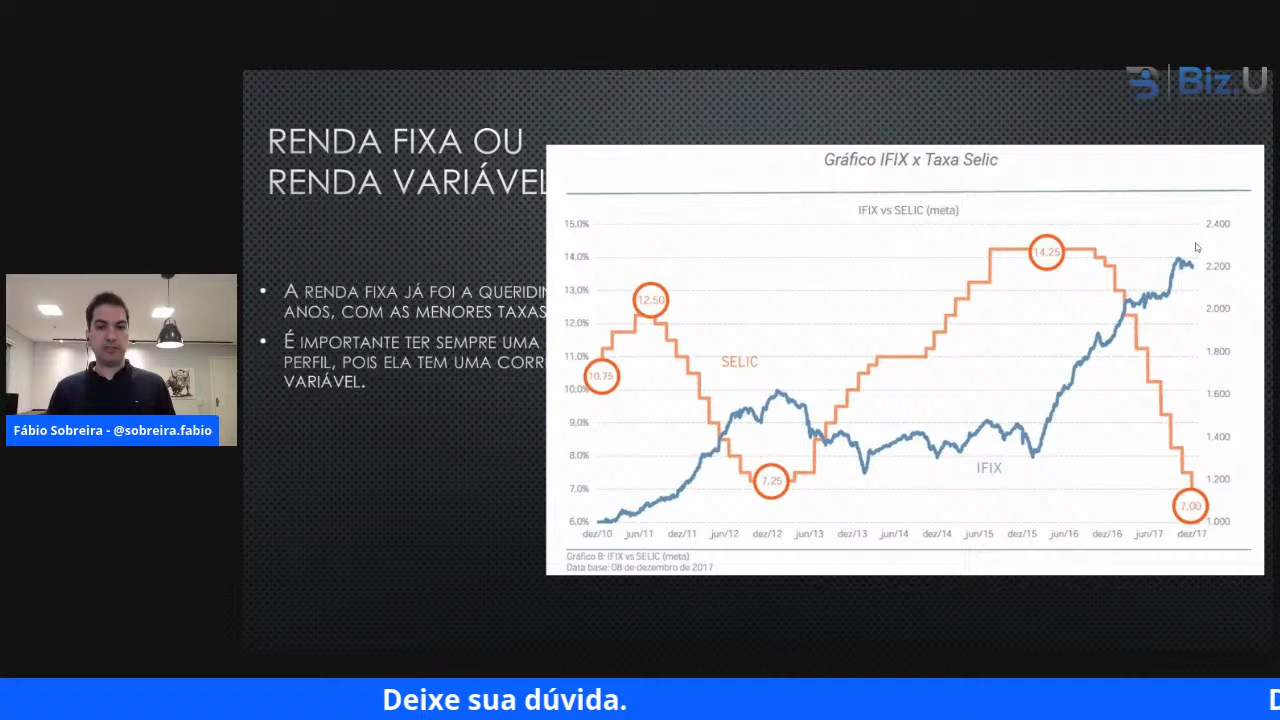 Biz.U
RENDA FIXA OU
RENDA VARIÁVEL
• A RENDA FIXA JÁ FOI A
ANOS, COM AS MENORES TAXAS
• É IMPORTANTE TER SEMPRE UMA
PERFIL, POIS ELA TEM UMA
VARIÁVEL.
Gráfico IFIX x Taxa Selic
IFIX vs SELIC (meta)
15,0%
14,0%
13,0%
12,0%
11,0%
10,0%
9,0%
8,0%
7,0%
6,0%
2.400
2.200
2.000
1.800
1.600
1.400
1.200
1.000
10,75
12,50
SELIC
7,25
14,25
IFIX
7,00
dez/10 jun/11 dez/11 jun/12 dez/12 jun/13 dez/13 jun/14 dez/14 jun/15 dez/15 jun/16 dez/16 jun/17 dez/17
Gráfico 8: IFIX vs SELIC (meta)
Data base: 08 de dezembro de 2017
Fábio Sobreira - @sobreira.fabio
Deixe sua dúvida.